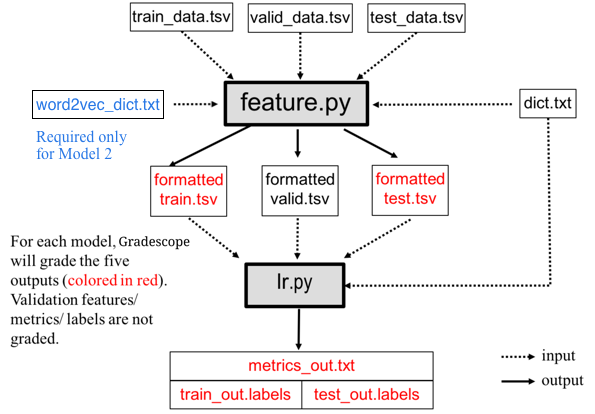 train_data.tsv
valid_data.tsv
test_data.tsv
word2vec_dict.txt
feature.py
dict.txt
Required only
for Model 2
formatted
train.tsv
formatted
valid.tsv
formatted
test.tsv
For each model, Gradescope
will grade the five
outputs (colored in red).
Validation features/
metrics/ labels are not
graded.
lr.py
metrics_out.txt
train_out.labels
test_out.labels
input
output